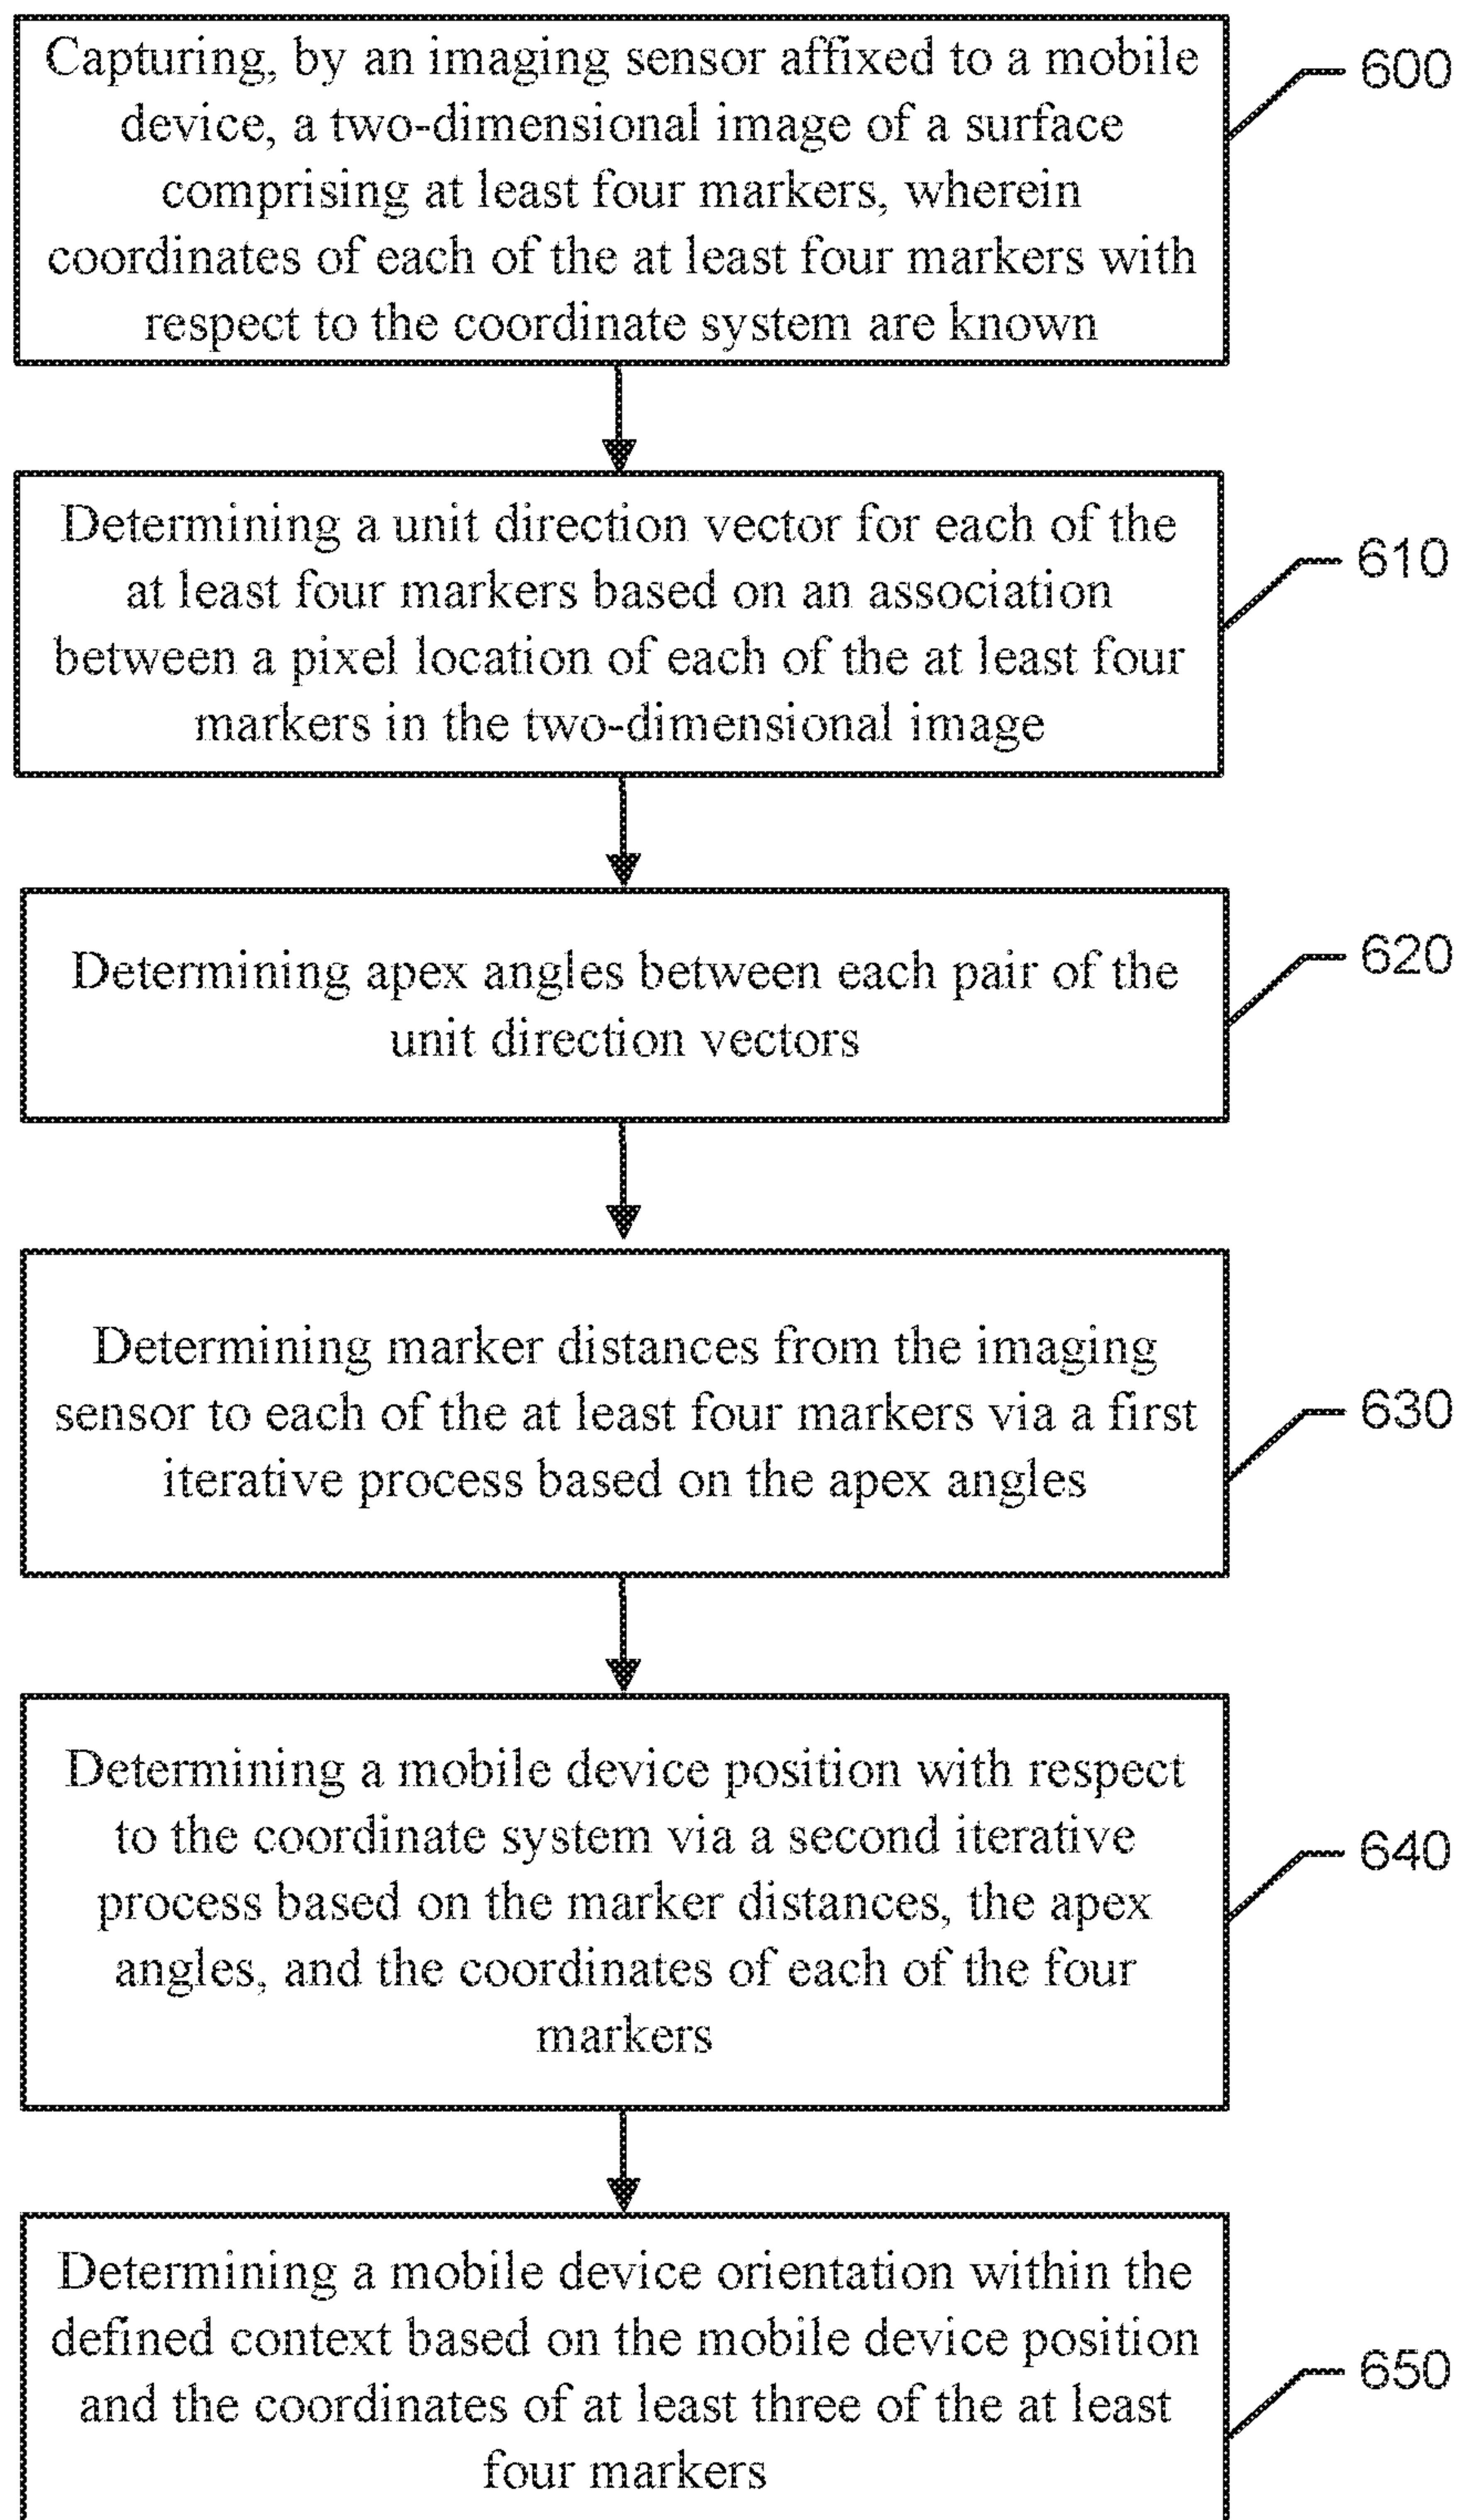 Capturing, by an imaging sensor affixed to a mobile
device, a two-dimensional image of a surface
comprising at least four markers, wherein
coordinates of each of the at least four markers with
respect to the coordinate system are known
600
Determining a unit direction vector for each of the
at least four markers based on an association
between a pixel location of each of the at least four
markers in the two-dimensional image
610
Determining apex angles between each pair of the
unit direction vectors
620
Determining marker distances from the imaging
sensor to each of the at least four markers via a first
iterative process based on the apex angles
630
Determining a mobile device position with respect
to the coordinate system via a second iterative
process based on the marker distances, the apex
angles, and the coordinates of each of the four
markers
640
Determining a mobile device orientation within the
defined context based on the mobile device position
and the coordinates of at least three of the at least
four markers
650